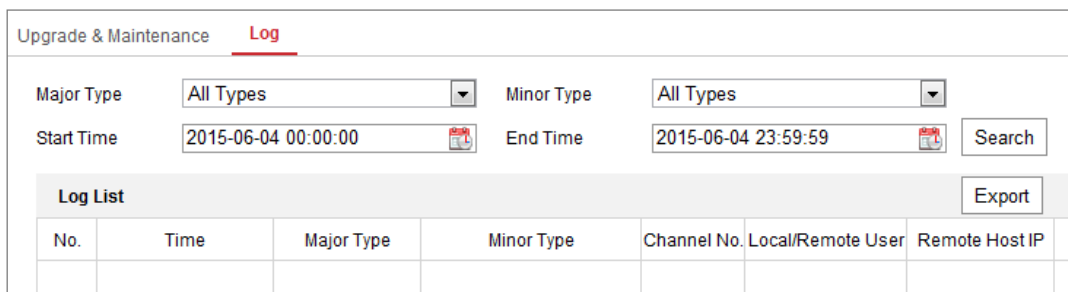 Upgrade & Maintenance Log
Major Type All Types Minor Type All Types
Start Time 2015-06-04 00:00:00 End Time 2015-06-04 23:59:59 Search
Log List Export
No. Time Major Type Minor Type Channel No. Local/Remote User Remote Host IP